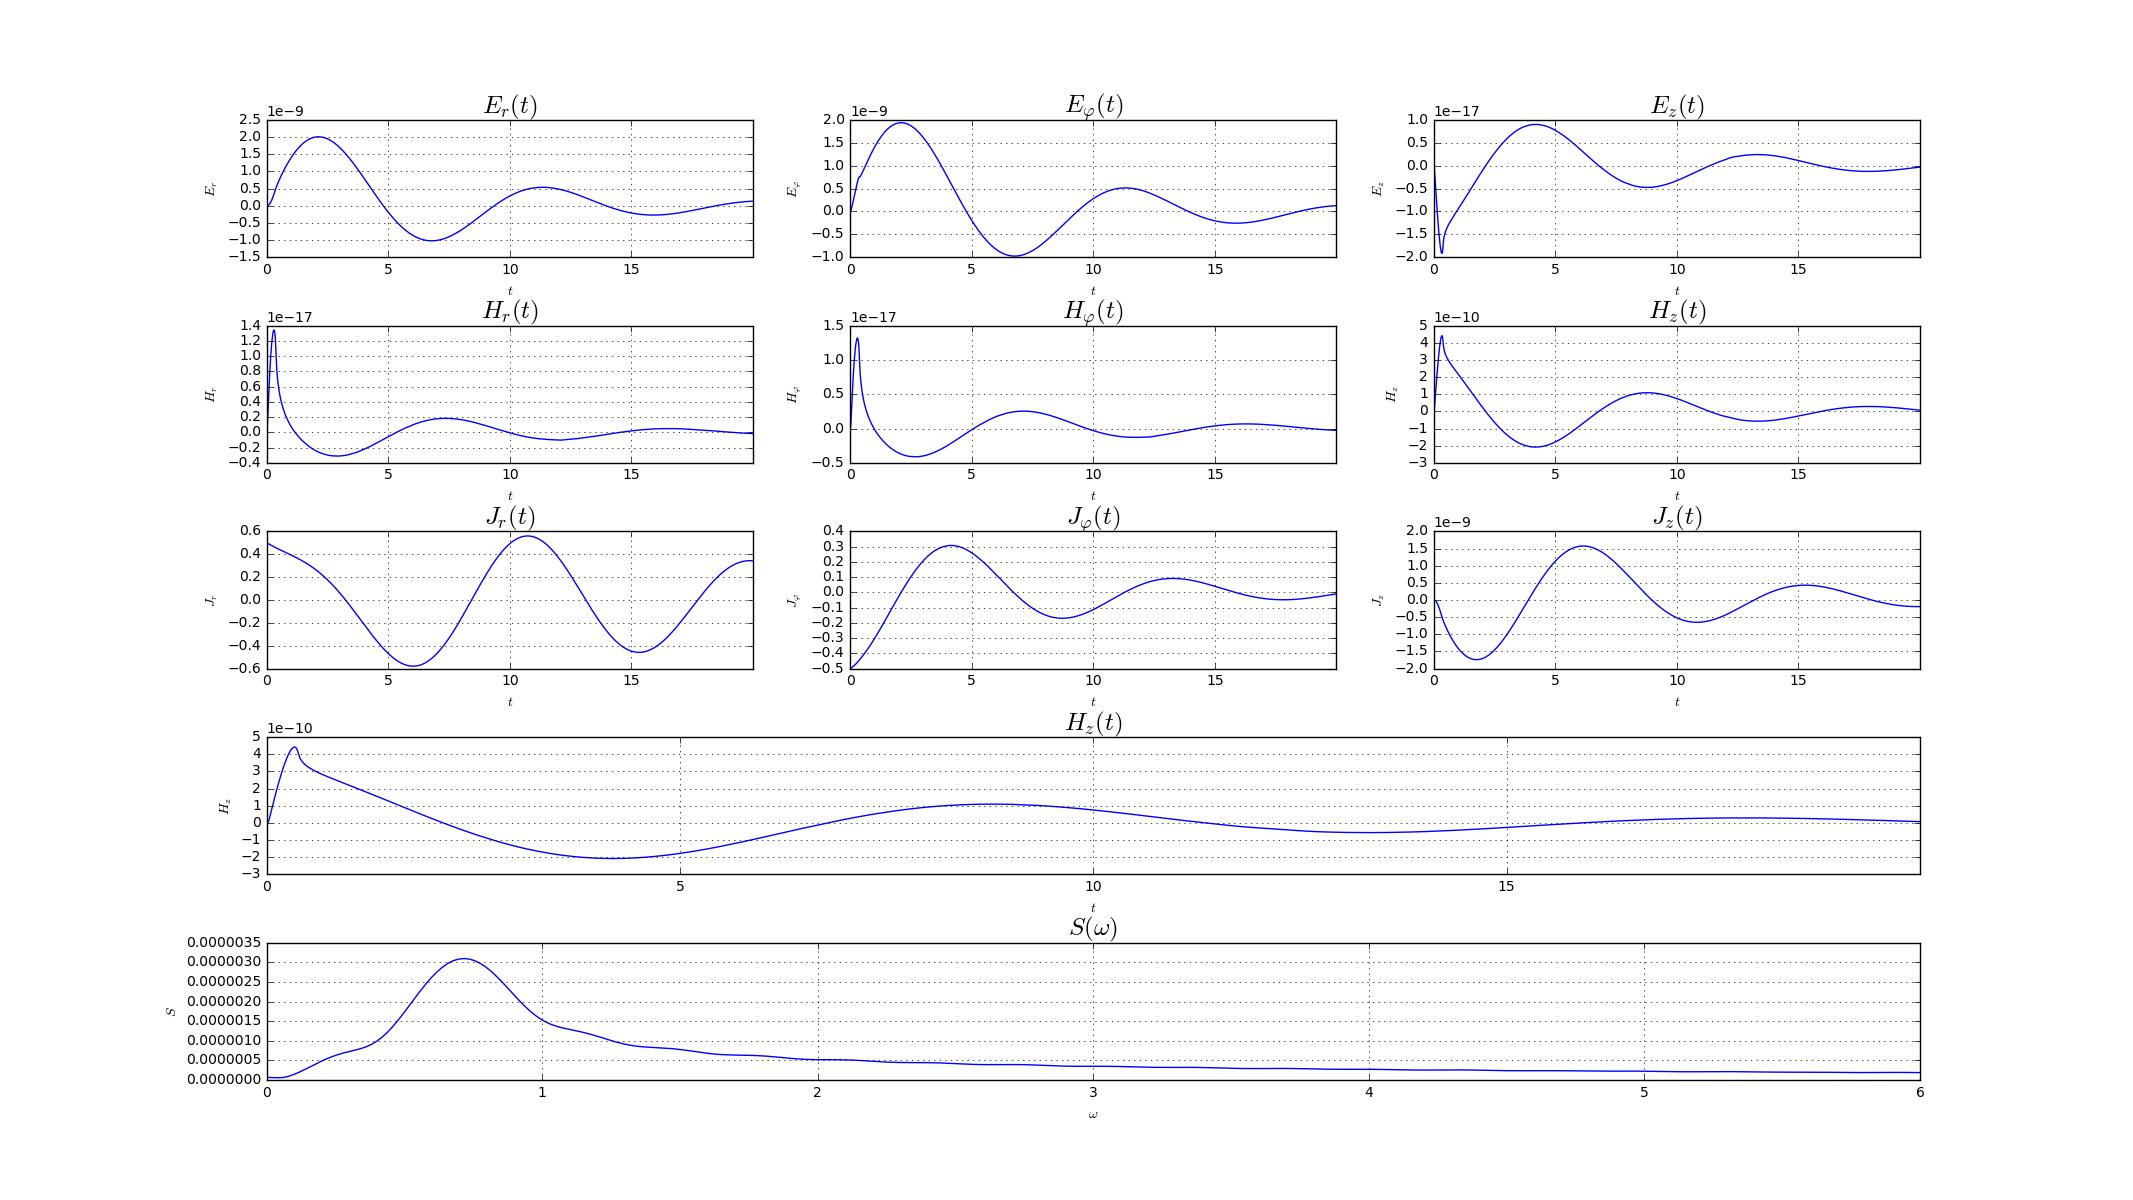 E_r(t) E_φ(t) E_z(t)
1e−9 1e−9 1e−17
2.5 2.0 1.5 1.0 0.5 0.0 −0.5 −1.0 −1.5
E_r
0 5 10 15
t
2.0 1.5 1.0 0.5 0.0 −0.5 −1.0
E_φ
0 5 10 15
t
1.0 0.5 0.0 −0.5 −1.0 −1.5 −2.0
E_z
0 5 10 15
t
H_r(t) H_φ(t) H_z(t)
1e−17 1e−17 1e−10
1.4 1.2 1.0 0.8 0.6 0.4 0.2 0.0 −0.2 −0.4
H_r
0 5 10 15
t
1.5 1.0 0.5 0.0 −0.5
H_φ
0 5 10 15
t
5 4 3 2 1 0 −1 −2 −3
H_z
0 5 10 15
t
J_r(t) J_φ(t) J_z(t)
1e−9
0.6 0.4 0.2 0.0 −0.2 −0.4 −0.6
J_r
0 5 10 15
t
0.4 0.3 0.2 0.1 0.0 −0.1 −0.2 −0.3 −0.4 −0.5
J_φ
0 5 10 15
t
2.0 1.5 1.0 0.5 0.0 −0.5 −1.0 −1.5 −2.0
J_z
0 5 10 15
t
H_z(t)
1e−10
5 4 3 2 1 0 −1 −2 −3
H_z
0 5 10 15
t
S(ω)
0.0000035
0.0000030
0.0000025
0.0000020
0.0000015
0.0000010
0.0000005
0.0000000
S
0 1 2 3 4 5 6
ω